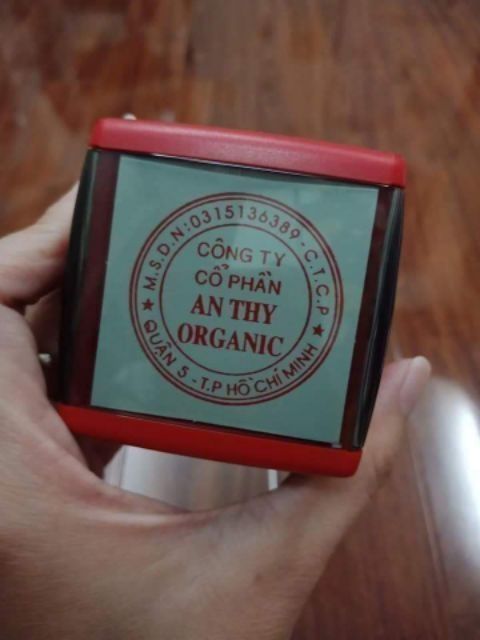 M.S.D.N:0315136389-C.T.C.P
CÔNG TY
CỔ PHẦN
AN THY
ORGANIC
★ QUẬN 5 - T.P HỒ CHÍ MINH ★